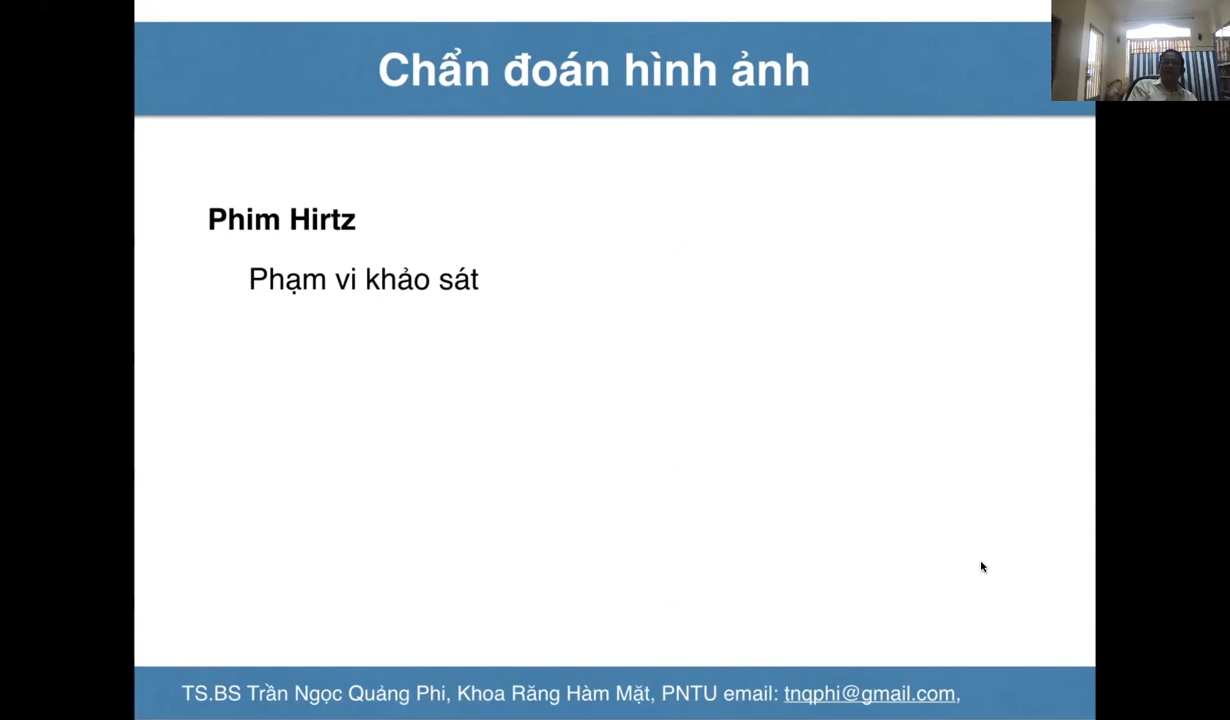 Chẩn đoán hình ảnh
Phim Hirtz
Phạm vi khảo sát
TS.BS Trần Ngọc Quảng Phi, Khoa Răng Hàm Mặt, PNTU email: tnqphi@gmail.com,